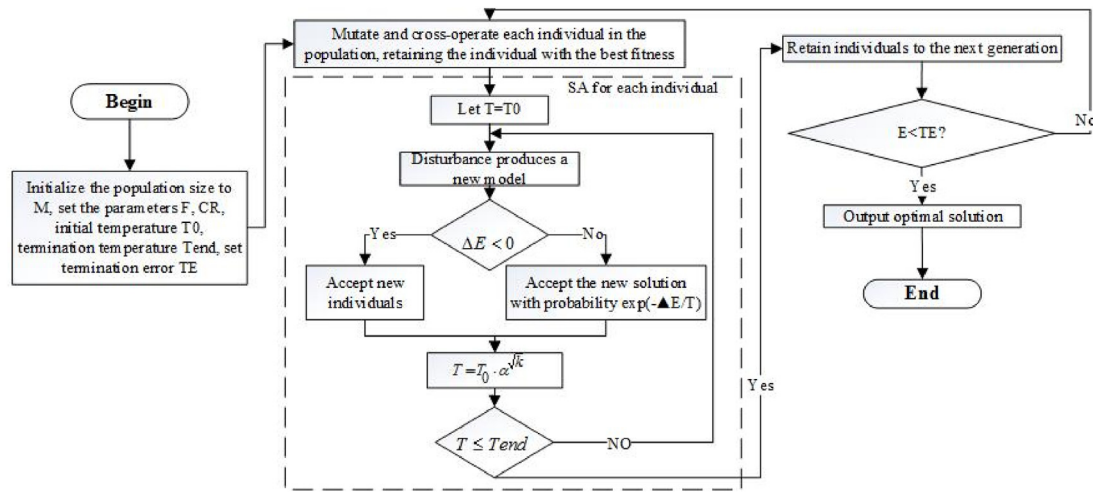 Begin
Initialize the population size to
M, set the parameters F, CR,
initial temperature T0,
termination temperature Tend, set
termination error TE
Mutate and cross-operate each individual in the
population, retaining the individual with the best fitness
SA for each individual
Let T=T0
Disturbance produces a
new model
ΔE < 0
Yes
No
Accept new
individuals
Accept the new solution
with probability exp(-▲E/T)
T=T₀·α^√k
T ≤ Tend
NO
Yes
Retain individuals to the next generation
E<TE?
No
Yes
Output optimal solution
End